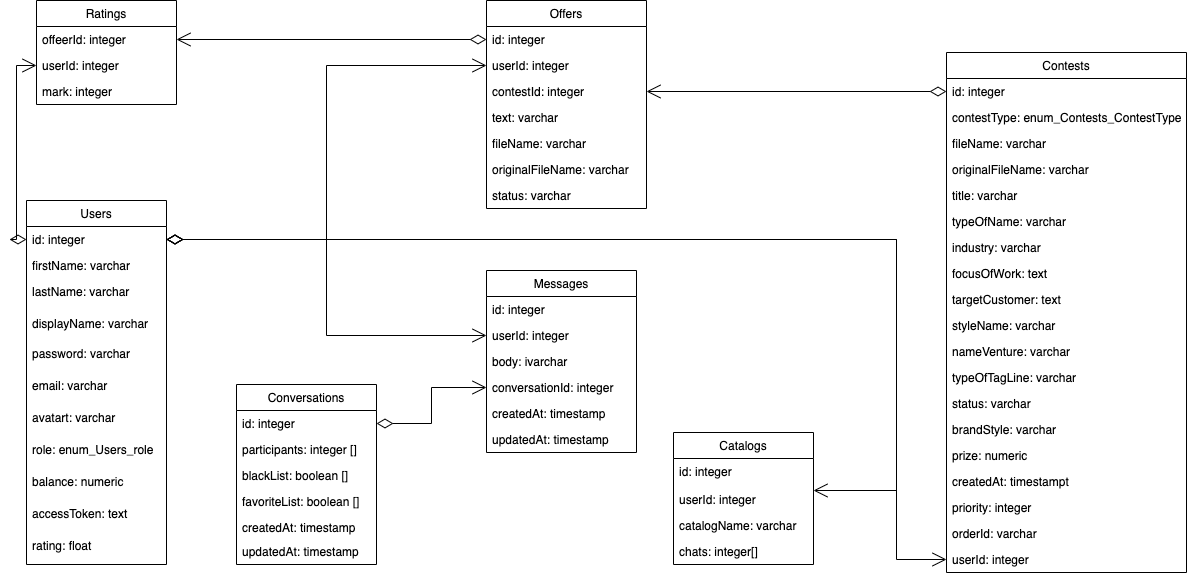 Ratings
offeerId: integer
userId: integer
mark: integer
Offers
id: integer
userId: integer
contestId: integer
text: varchar
fileName: varchar
originalFileName: varchar
status: varchar
Contests
id: integer
contestType: enum_Contests_ContestType
fileName: varchar
originalFileName: varchar
title: varchar
typeOfName: varchar
industry: varchar
focusOfWork: text
targetCustomer: text
styleName: varchar
nameVenture: varchar
typeOfTagLine: varchar
status: varchar
brandStyle: varchar
prize: numeric
createdAt: timestampt
priority: integer
orderId: varchar
userId: integer
Users
id: integer
firstName: varchar
lastName: varchar
displayName: varchar
password: varchar
email: varchar
avatart: varchar
role: enum_Users_role
balance: numeric
accessToken: text
rating: float
Messages
id: integer
userId: integer
body: ivarchar
conversationId: integer
createdAt: timestamp
updatedAt: timestamp
Conversations
id: integer
participants: integer []
blackList: boolean []
favoriteList: boolean []
createdAt: timestamp
updatedAt: timestamp
Catalogs
id: integer
userId: integer
catalogName: varchar
chats: integer[]